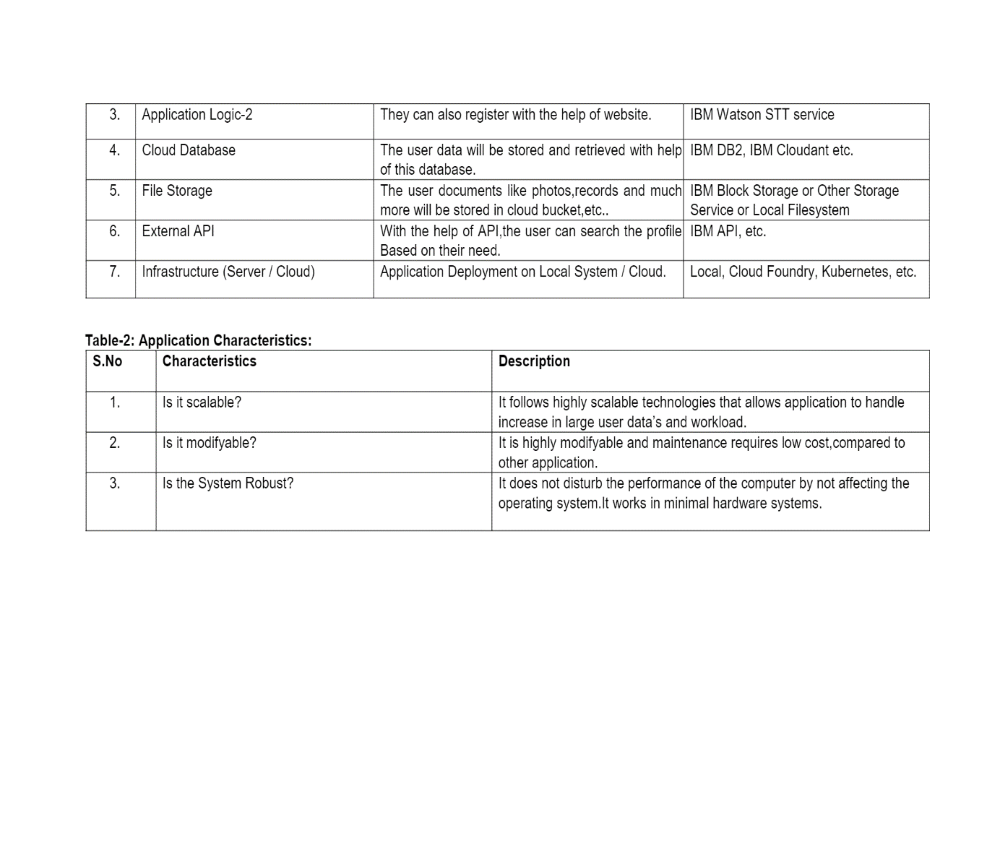 3. Application Logic-2 They can also register with the help of website. IBM Watson STT service
4. Cloud Database The user data will be stored and retrieved with help IBM DB2, IBM Cloudant etc.
of this database.
5. File Storage The user documents like photos,records and much IBM Block Storage or Other Storage
more will be stored in cloud bucket,etc.. Service or Local Filesystem
6. External API With the help of API,the user can search the profile IBM API, etc.
Based on their need.
7. Infrastructure (Server / Cloud) Application Deployment on Local System / Cloud. Local, Cloud Foundry, Kubernetes, etc.
Table-2: Application Characteristics:
S.No Characteristics Description
1. Is it scalable? It follows highly scalable technologies that allows application to handle
increase in large user data’s and workload.
2. Is it modifyable? It is highly modifyable and maintenance requires low cost,compared to
other application.
3. Is the System Robust? It does not disturb the performance of the computer by not affecting the
operating system.It works in minimal hardware systems.